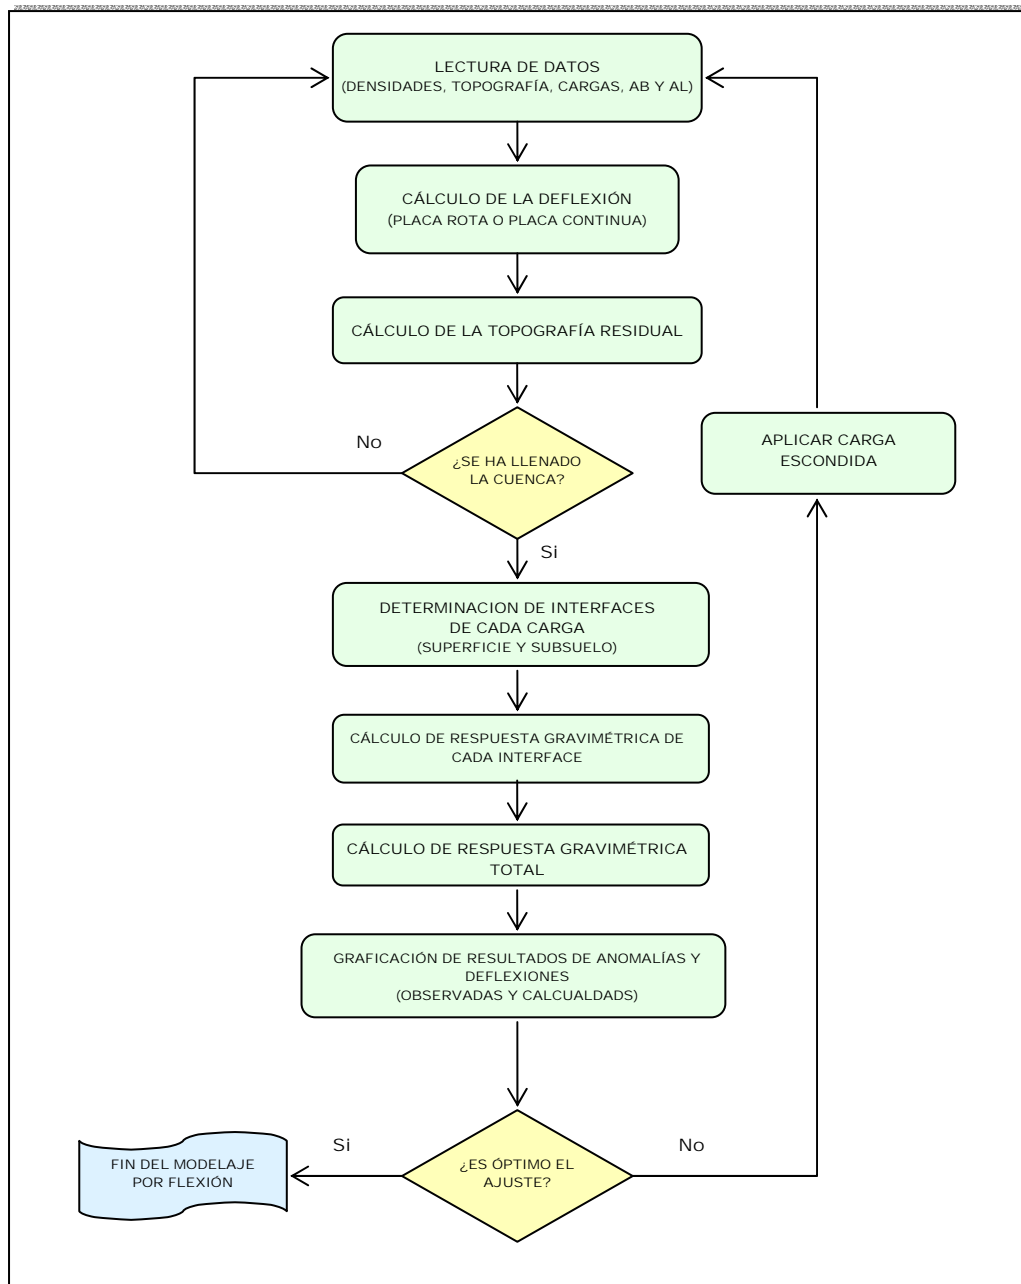 LECTURA DE DATOS
(DENSIDADES, TOPOGRAFÍA, CARGAS, AB Y AL)
CÁLCULO DE LA DEFLEXIÓN
(PLACA ROTA O PLACA CONTINUA)
CÁLCULO DE LA TOPOGRAFÍA RESIDUAL
No
¿SE HA LLENADO
LA CUENCA?
APLICAR CARGA
ESCONDIDA
Si
DETERMINACION DE INTERFACES
DE CADA CARGA
(SUPERFICIE Y SUBSUELO)
CÁLCULO DE RESPUESTA GRAVIMÉTRICA DE
CADA INTERFACE
CÁLCULO DE RESPUESTA GRAVIMÉTRICA
TOTAL
GRAFICACIÓN DE RESULTADOS DE ANOMALÍAS Y
DEFLEXIONES
(OBSERVADAS Y CALCUALDADS)
Si
No
¿ES ÓPTIMO EL
AJUSTE?
FIN DEL MODELAJE
POR FLEXIÓN